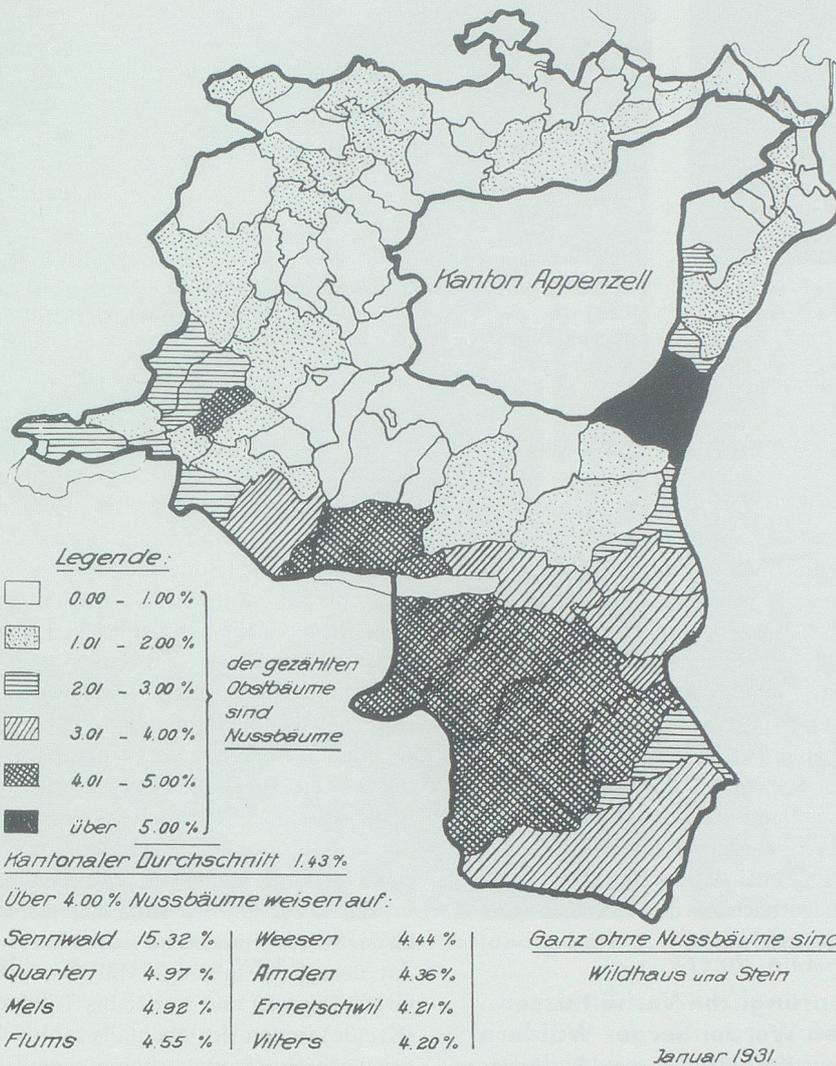 Kanton Appenzell
Legende:
0.00 - 1.00 %
1.01 - 2.00 %
2.01 - 3.00 %
3.01 - 4.00 %
4.01 - 5.00 %
über 5.00 %
der gezählten
Obstbäume
sind
Nussbäume
Kantonaler Durchschnitt 1.43 %
Über 4.00 % Nussbäume weisen auf:
Sennwald 15.32 %
Quarten 4.97 %
Mels 4.92 %
Flums 4.55 %
Weesen 4.44 %
Amden 4.36 %
Ernetschwil 4.21 %
Vilters 4.20 %
Ganz ohne Nussbäume sind
Wildhaus und Stein
Januar 1931.